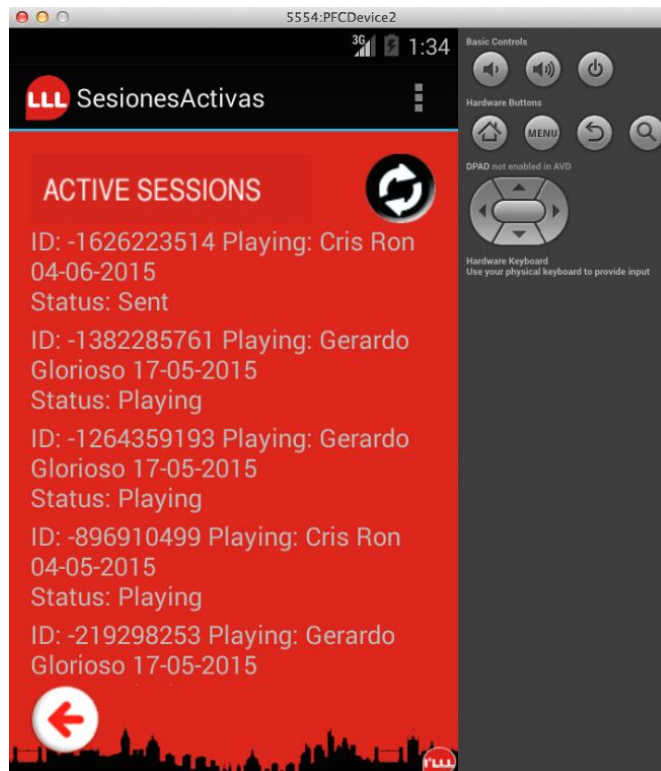 5554:PFCDevice2
3G 1:34
LLL SesionesActivas
ACTIVE SESSIONS
ID: -1626223514 Playing: Cris Ron
04-06-2015
Status: Sent
ID: -1382285761 Playing: Gerardo
Glorioso 17-05-2015
Status: Playing
ID: -1264359193 Playing: Gerardo
Glorioso 17-05-2015
Status: Playing
ID: -896910499 Playing: Cris Ron
04-05-2015
Status: Playing
ID: -219298253 Playing: Gerardo
Glorioso 17-05-2015
I'LLL
Basic Controls
Hardware Buttons
MENU
DPAD not enabled in AVD
Hardware Keyboard
Use your physical keyboard to provide input